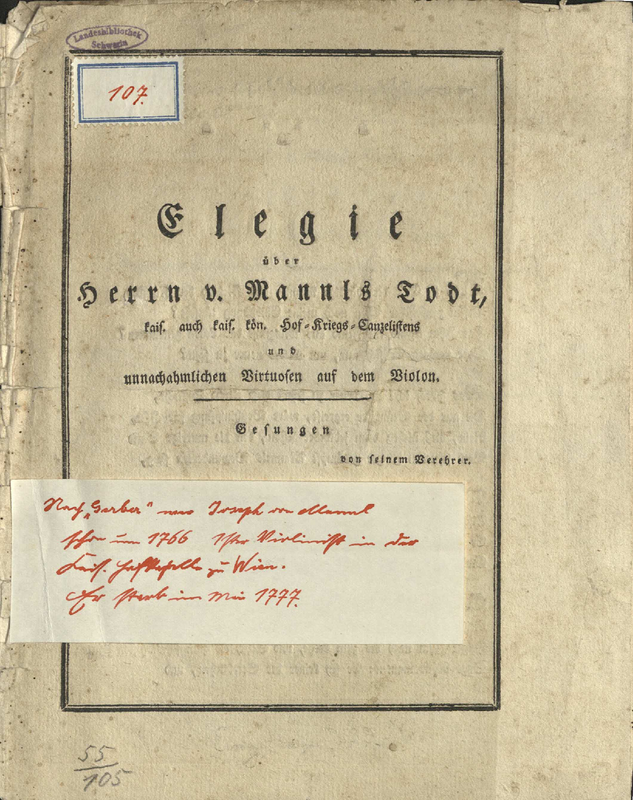 Landesbibliothek
Schwerin
107.
Elegie
über
Herrn v. Mannls Todt,
kais. auch kais. kön. Hof-Kriegs-Canzelistens
und
unnachahmlichen Virtuosen auf dem Violon.
Gesungen
von seinem Verehrer.
Nach „Gerber“ war Joseph von Mannl
schon um 1766 1ster Violinist in der
Kais. Hofkapelle zu Wien.
Er starb im Mai 1777.
55
105